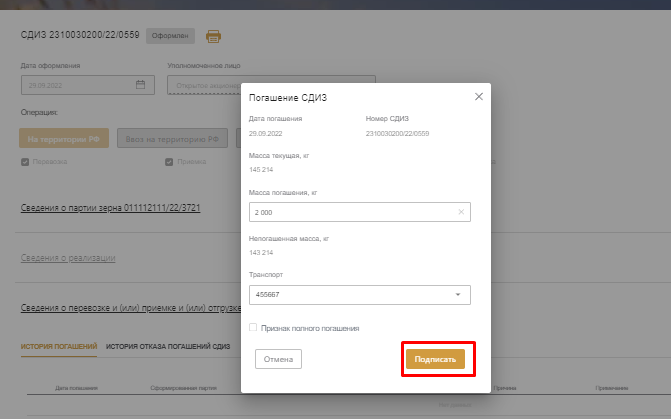 СДИЗ 2310030200/22/0559 Оформлен
Дата оформления Уполномоченное лицо
29.09.2022 Открытое акционерн
Операция:
На территорию РФ Ввоз на территорию РФ
Перевозка Приемка
Сведения о партии зерна 011112111/22/3721
Сведения о реализации
Сведения о перевозке и (или) приемке и (или) отгрузке
ИСТОРИЯ ПОГАШЕНИЙ ИСТОРИЯ ОТКАЗА ПОГАШЕНИЙ СДИЗ
Дата погашения Сформированная партия Причина Примечание
Погашение СДИЗ
Дата погашения Номер СДИЗ
29.09.2022 2310030200/22/0559
Масса текущая, кг
145 214
Масса погашения, кг
2 000
Непогашенная масса, кг
143 214
Транспорт
455667
Признак полного погашения
Отмена Подписать